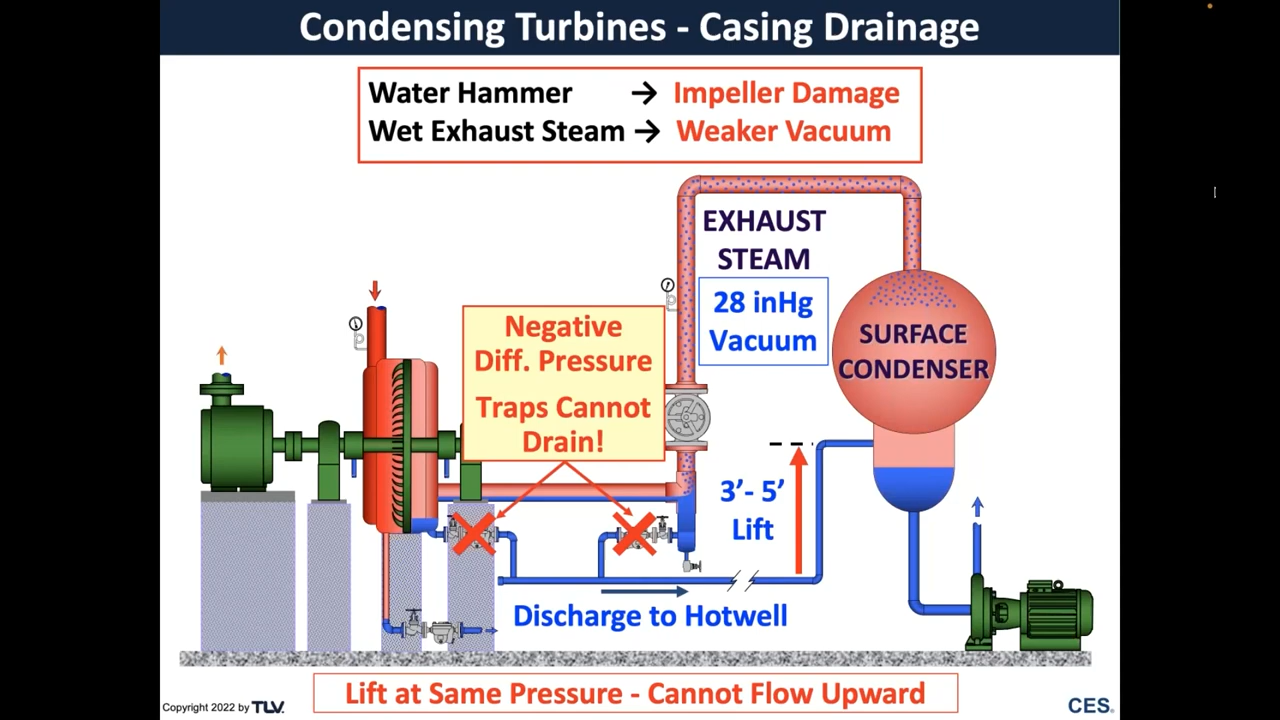 Condensing Turbines - Casing Drainage
Water Hammer → Impeller Damage
Wet Exhaust Steam → Weaker Vacuum
EXHAUST
STEAM
28 inHg
Vacuum
SURFACE
CONDENSER
Negative
Diff. Pressure
Traps Cannot
Drain!
3’- 5’
Lift
Discharge to Hotwell
Lift at Same Pressure - Cannot Flow Upward
Copyright 2022 by TLV.
CES